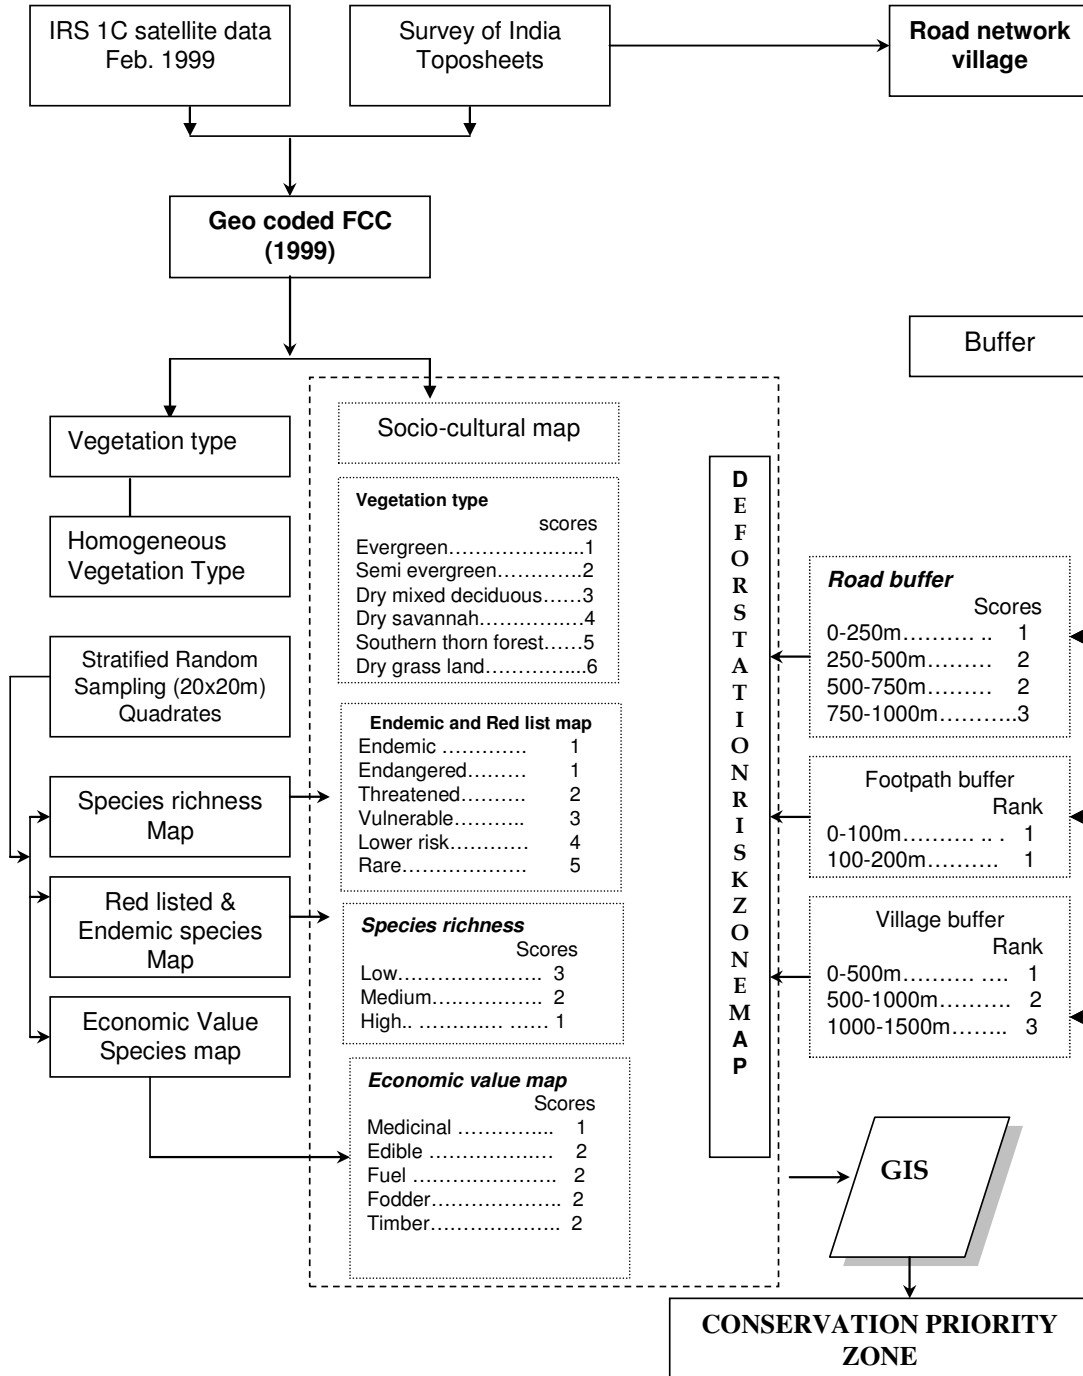 IRS 1C satellite data
Feb. 1999
Survey of India
Toposheets
Road network
village
Geo coded FCC
(1999)
Buffer
Vegetation type
Homogeneous
Vegetation Type
Stratified Random
Sampling (20x20m)
Quadrates
Species richness
Map
Red listed &
Endemic species
Map
Economic Value
Species map
Socio-cultural map
Vegetation type
scores
Evergreen…………………..1
Semi evergreen………….2
Dry mixed deciduous……3
Dry savannah…………….4
Southern thorn forest……5
Dry grass land…………...6
Endemic and Red list map
Endemic …………. 1
Endangered……… 1
Threatened………. 2
Vulnerable……….. 3
Lower risk………… 4
Rare………………. 5
Species richness
Scores
Low…………………. 3
Medium……………… 2
High.. ………… …… 1
Economic value map
Scores
Medicinal …………... 1
Edible ……………… 2
Fuel …………………. 2
Fodder……………….. 2
Timber……………….. 2
DEFORSTATIONRISKZONEMAP
Road buffer
Scores
0-250m………. .. 1
250-500m……… 2
500-750m……… 2
750-1000m………..3
Footpath buffer
Rank
0-100m………. .. . 1
100-200m………. 1
Village buffer
Rank
0-500m……… …. 1
500-1000m………. 2
1000-1500m…….. 3
GIS
CONSERVATION PRIORITY
ZONE